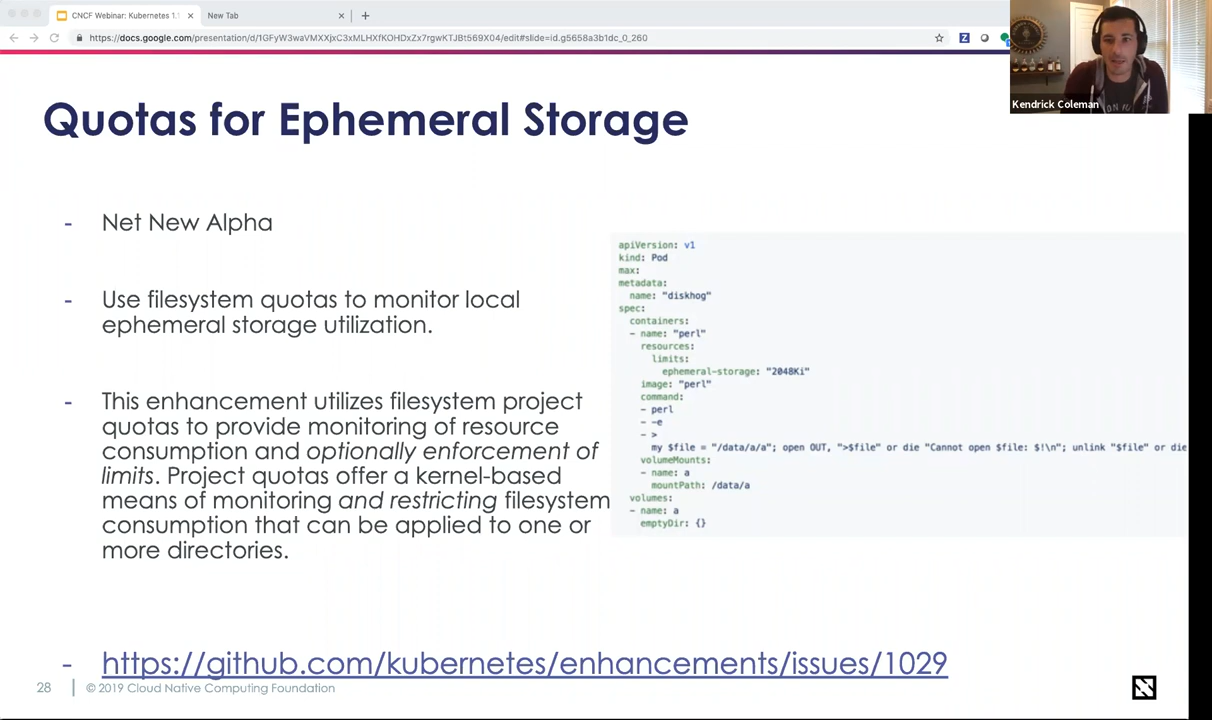 CNCF Webinar: Kubernetes 1.
New Tab
https://docs.google.com/presentation/d/1GFyW3waVMXXjxC3xMLHXfKOHDxZx7rgwKTJBt569X04/edit#slide=id.g5658a3b1dc_0_260
Kendrick Coleman
Quotas for Ephemeral Storage
- Net New Alpha
- Use filesystem quotas to monitor local
ephemeral storage utilization.
- This enhancement utilizes filesystem project
quotas to provide monitoring of resource
consumption and optionally enforcement of
limits. Project quotas offer a kernel-based
means of monitoring and restricting filesystem
consumption that can be applied to one or
more directories.
apiVersion: v1
kind: Pod
max:
metadata:
name: "diskhog"
spec:
containers:
- name: "perl"
resources:
limits:
ephemeral-storage: "2048Ki"
image: "perl"
command:
- perl
- -e
- >
my $file = "/data/a/a"; open OUT, ">$file" or die "Cannot open $file: $!\n"; unlink "$file" or die
volumeMounts:
- name: a
mountPath: /data/a
volumes:
- name: a
emptyDir: {}
- https://github.com/kubernetes/enhancements/issues/1029
28
© 2019 Cloud Native Computing Foundation